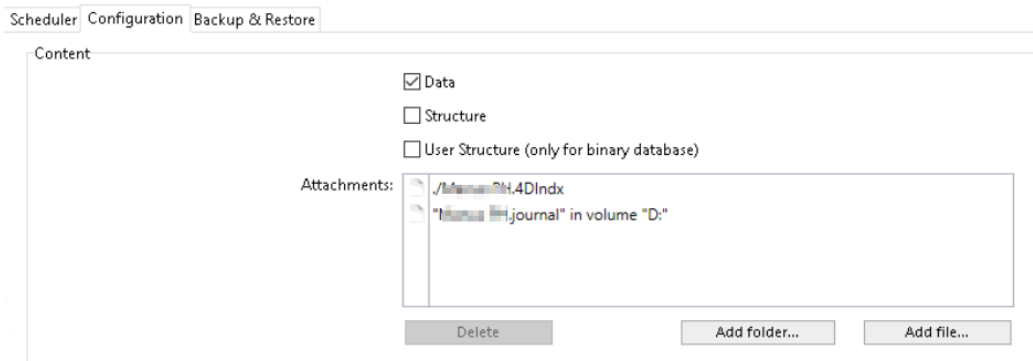 Scheduler Configuration Backup & Restore
Content
Data
Structure
User Structure (only for binary database)
Attachments:
./ .4DIndx
" .journal" in volume "D:"
Delete Add folder... Add file...